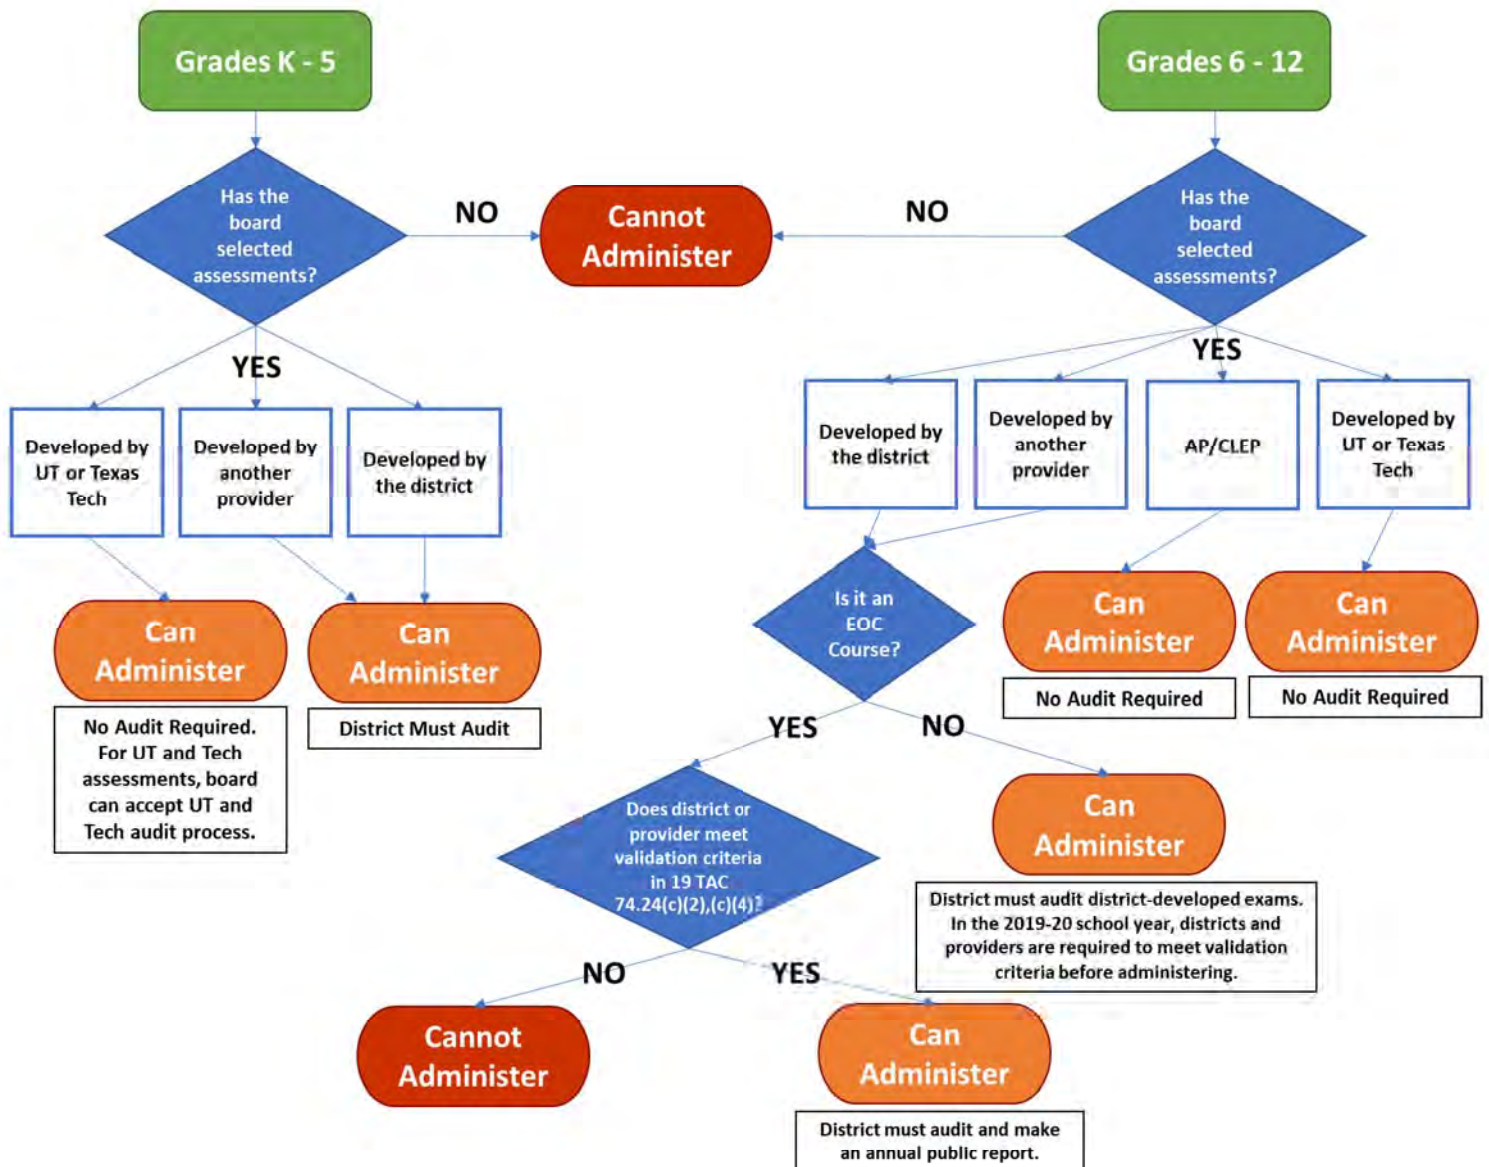 Grades K - 5
Grades 6 - 12
Has the
board
selected
assessments?
NO
Cannot
Administer
NO
Has the
board
selected
assessments?
YES
YES
Developed by
UT or Texas
Tech
Developed by
another
provider
Developed by
the district
Developed by
the district
Developed by
another
provider
AP/CLEP
Developed by
UT or Texas
Tech
Can
Administer
No Audit Required.
For UT and Tech
assessments, board
can accept UT and
Tech audit process.
Can
Administer
District Must Audit
Is it an
EOC
Course?
Can
Administer
No Audit Required
Can
Administer
No Audit Required
YES
NO
Does district or
provider meet
validation criteria
in 19 TAC
74.24(c)(2),(c)(4)?
Can
Administer
District must audit district-developed exams.
In the 2019-20 school year, districts and
providers are required to meet validation
criteria before administering.
NO
YES
Cannot
Administer
Can
Administer
District must audit and make
an annual public report.